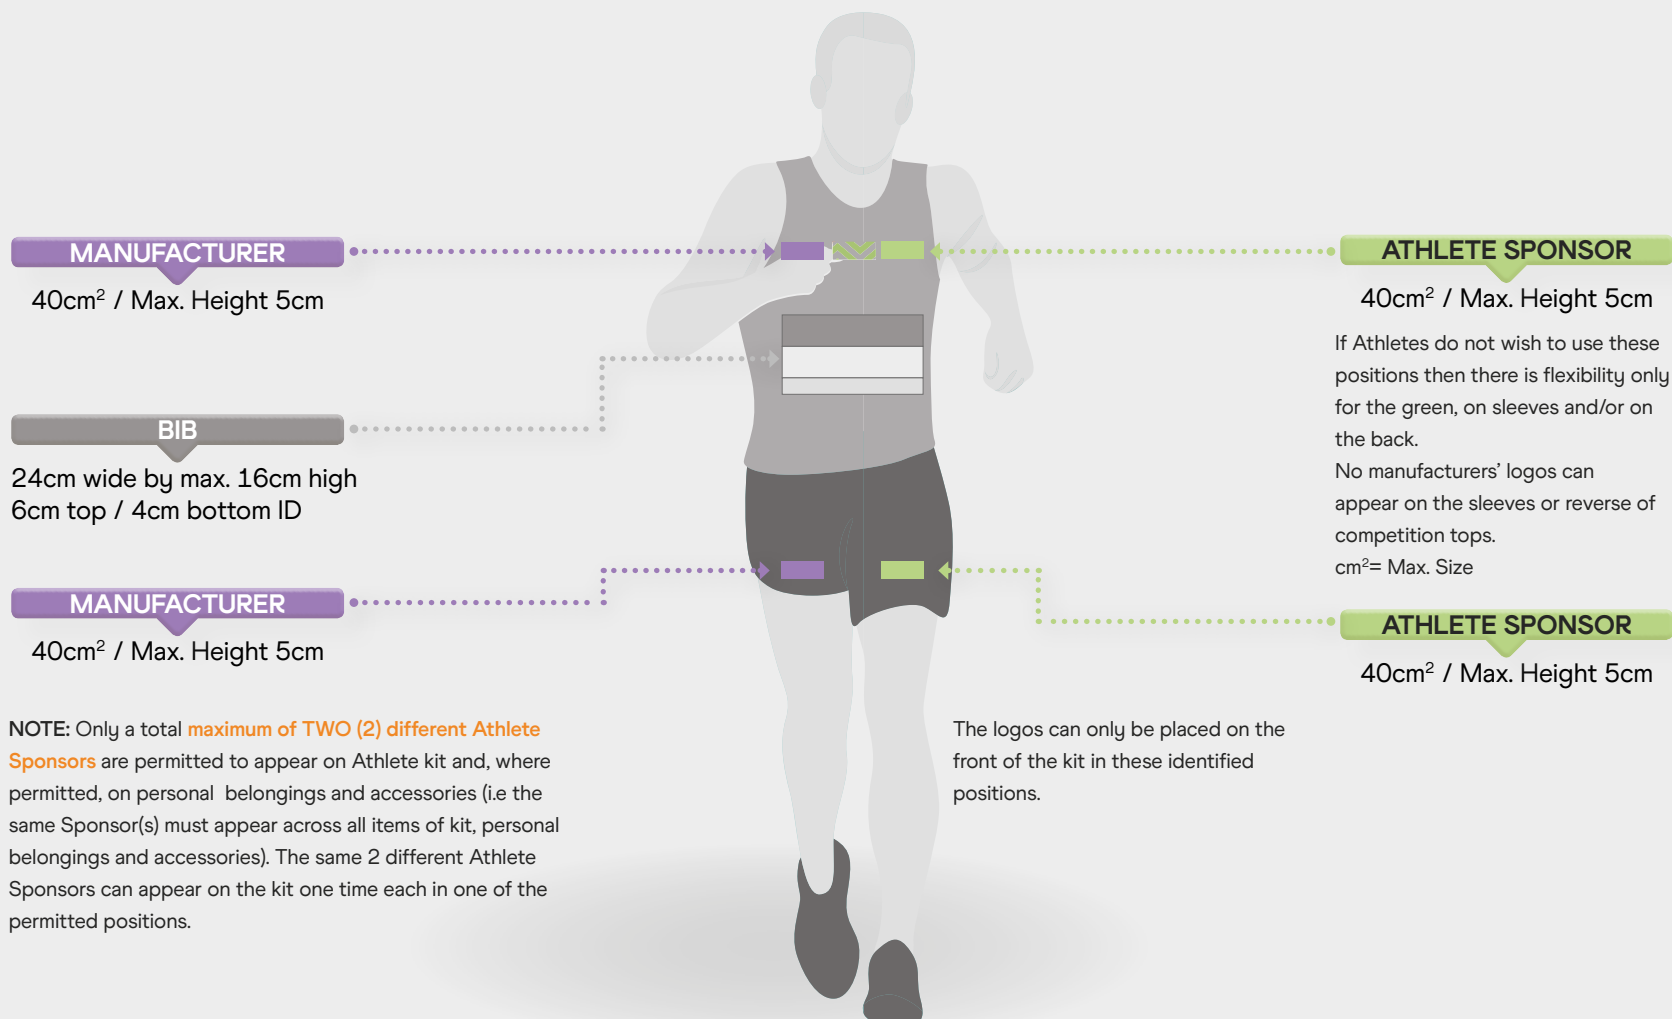 MANUFACTURER
40cm² / Max. Height 5cm
BIB
24cm wide by max. 16cm high
6cm top / 4cm bottom ID
MANUFACTURER
40cm² / Max. Height 5cm
NOTE: Only a total maximum of TWO (2) different Athlete
Sponsors are permitted to appear on Athlete kit and, where
permitted, on personal  belongings and accessories (i.e the
same Sponsor(s) must appear across all items of kit, personal
belongings and accessories). The same 2 different Athlete
Sponsors can appear on the kit one time each in one of the
permitted positions.
ATHLETE SPONSOR
40cm² / Max. Height 5cm
If Athletes do not wish to use these
positions then there is flexibility only
for the green, on sleeves and/or on
the back.
No manufacturers’ logos can
appear on the sleeves or reverse of
competition tops.
cm²= Max. Size
ATHLETE SPONSOR
40cm² / Max. Height 5cm
The logos can only be placed on the
front of the kit in these identified
positions.